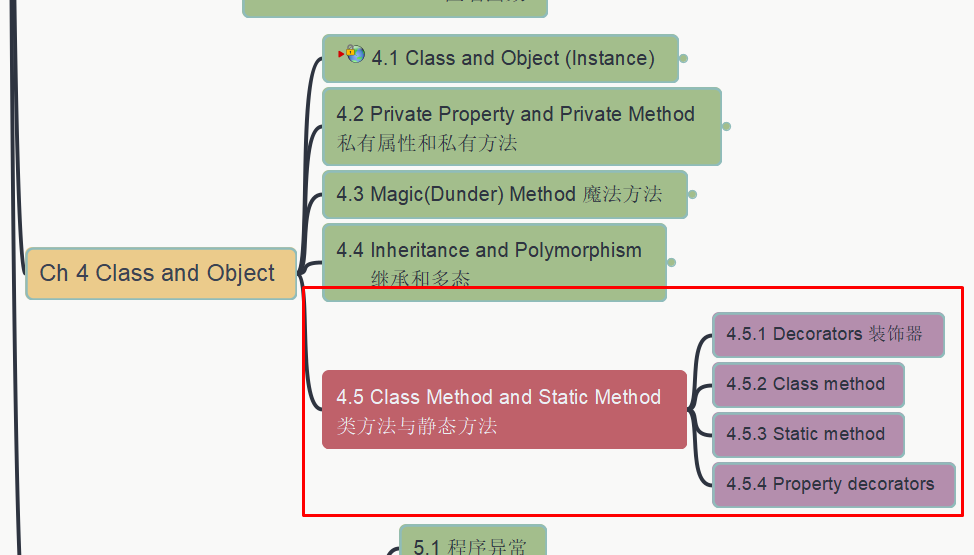 4.1 Class and Object (Instance)
4.2 Private Property and Private Method
私有属性和私有方法
4.3 Magic(Dunder) Method 魔法方法
4.4 Inheritance and Polymorphism
继承和多态
Ch 4 Class and Object
4.5 Class Method and Static Method
类方法与静态方法
4.5.1 Decorators 装饰器
4.5.2 Class method
4.5.3 Static method
4.5.4 Property decorators
5.1 程序异常